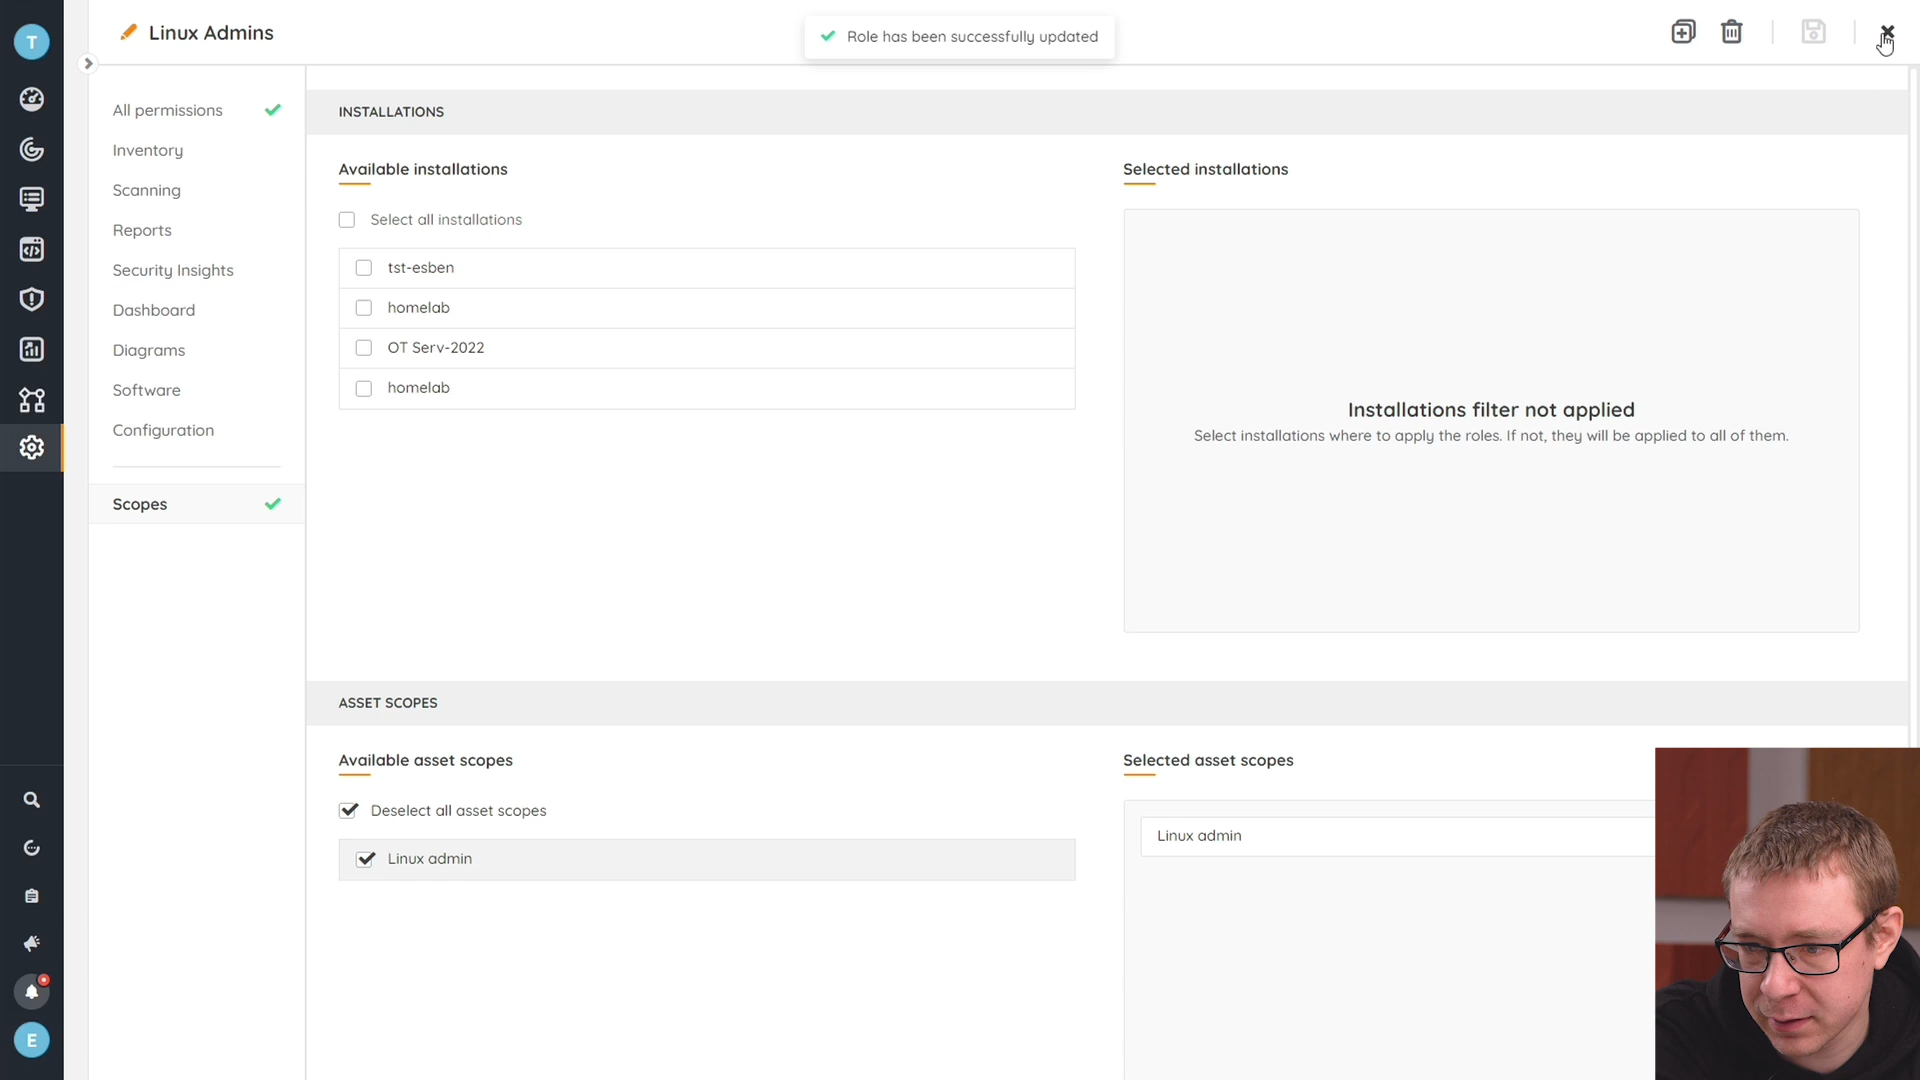 T
Linux Admins
Role has been successfully updated
All permissions
Inventory
Scanning
Reports
Security Insights
Dashboard
Diagrams
Software
Configuration
Scopes
INSTALLATIONS
Available installations
Select all installations
tst-esben
homelab
OT Serv-2022
homelab
Selected installations
Installations filter not applied
Select installations where to apply the roles. If not, they will be applied to all of them.
ASSET SCOPES
Available asset scopes
Deselect all asset scopes
Linux admin
Selected asset scopes
Linux admin
E